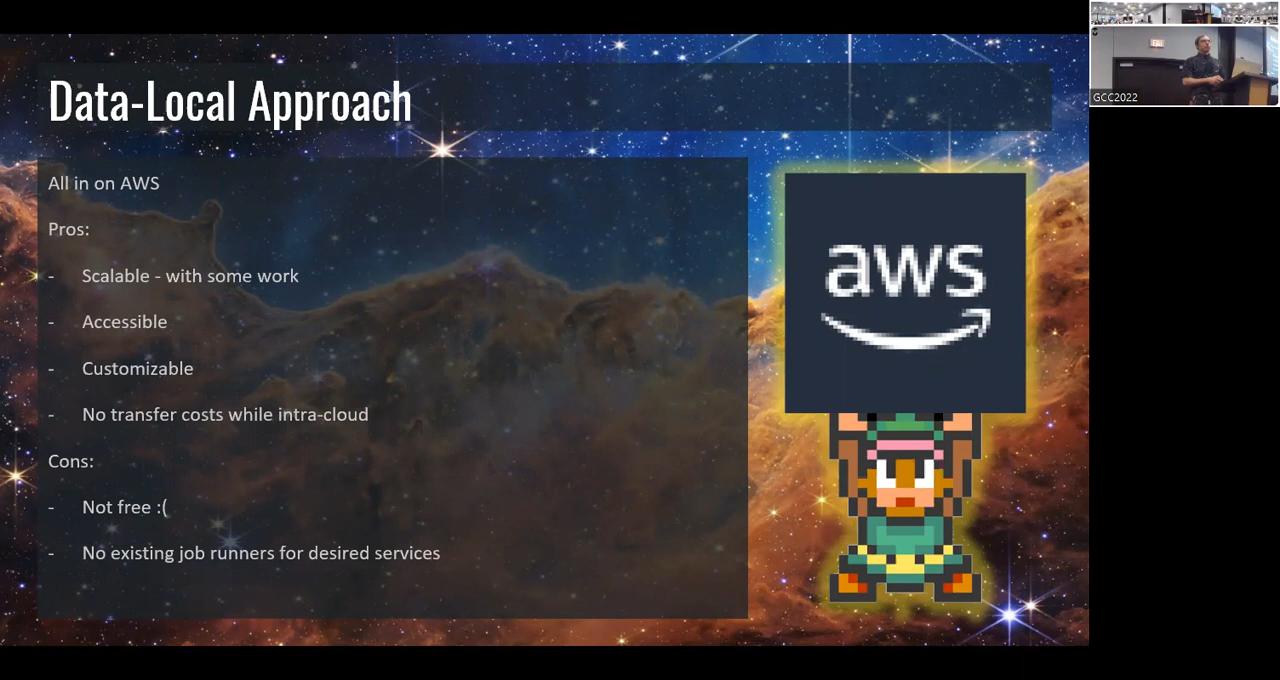 Data-Local Approach
All in on AWS
Pros:
- Scalable - with some work
- Accessible
- Customizable
- No transfer costs while intra-cloud
Cons:
- Not free :(
- No existing job runners for desired services
aws
GCC2022